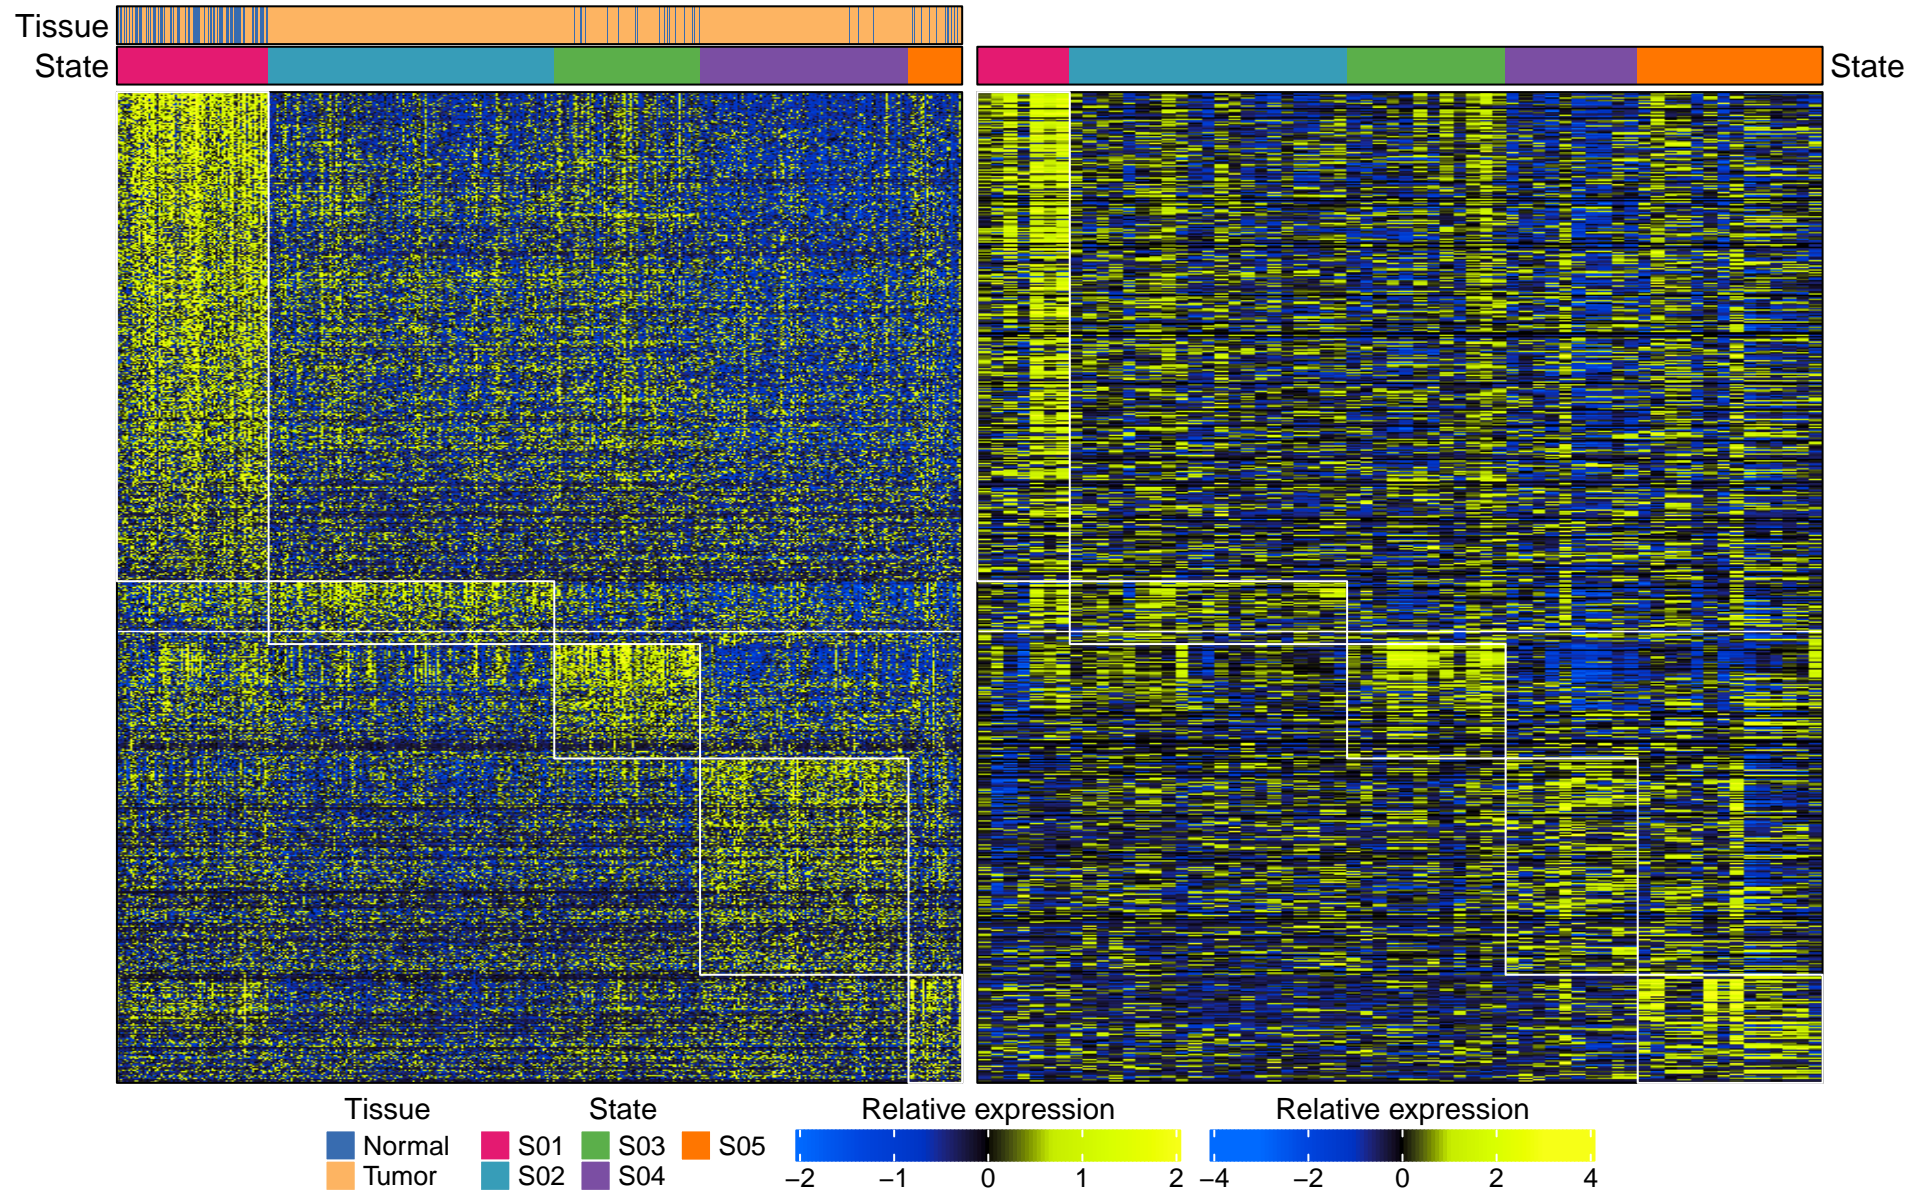 Tissue
State
State
Tissue State Relative expression Relative expression
Normal S01 S03 S05
Tumor S02 S04
−2 −1 0 1 2 −4 −2 0 2 4